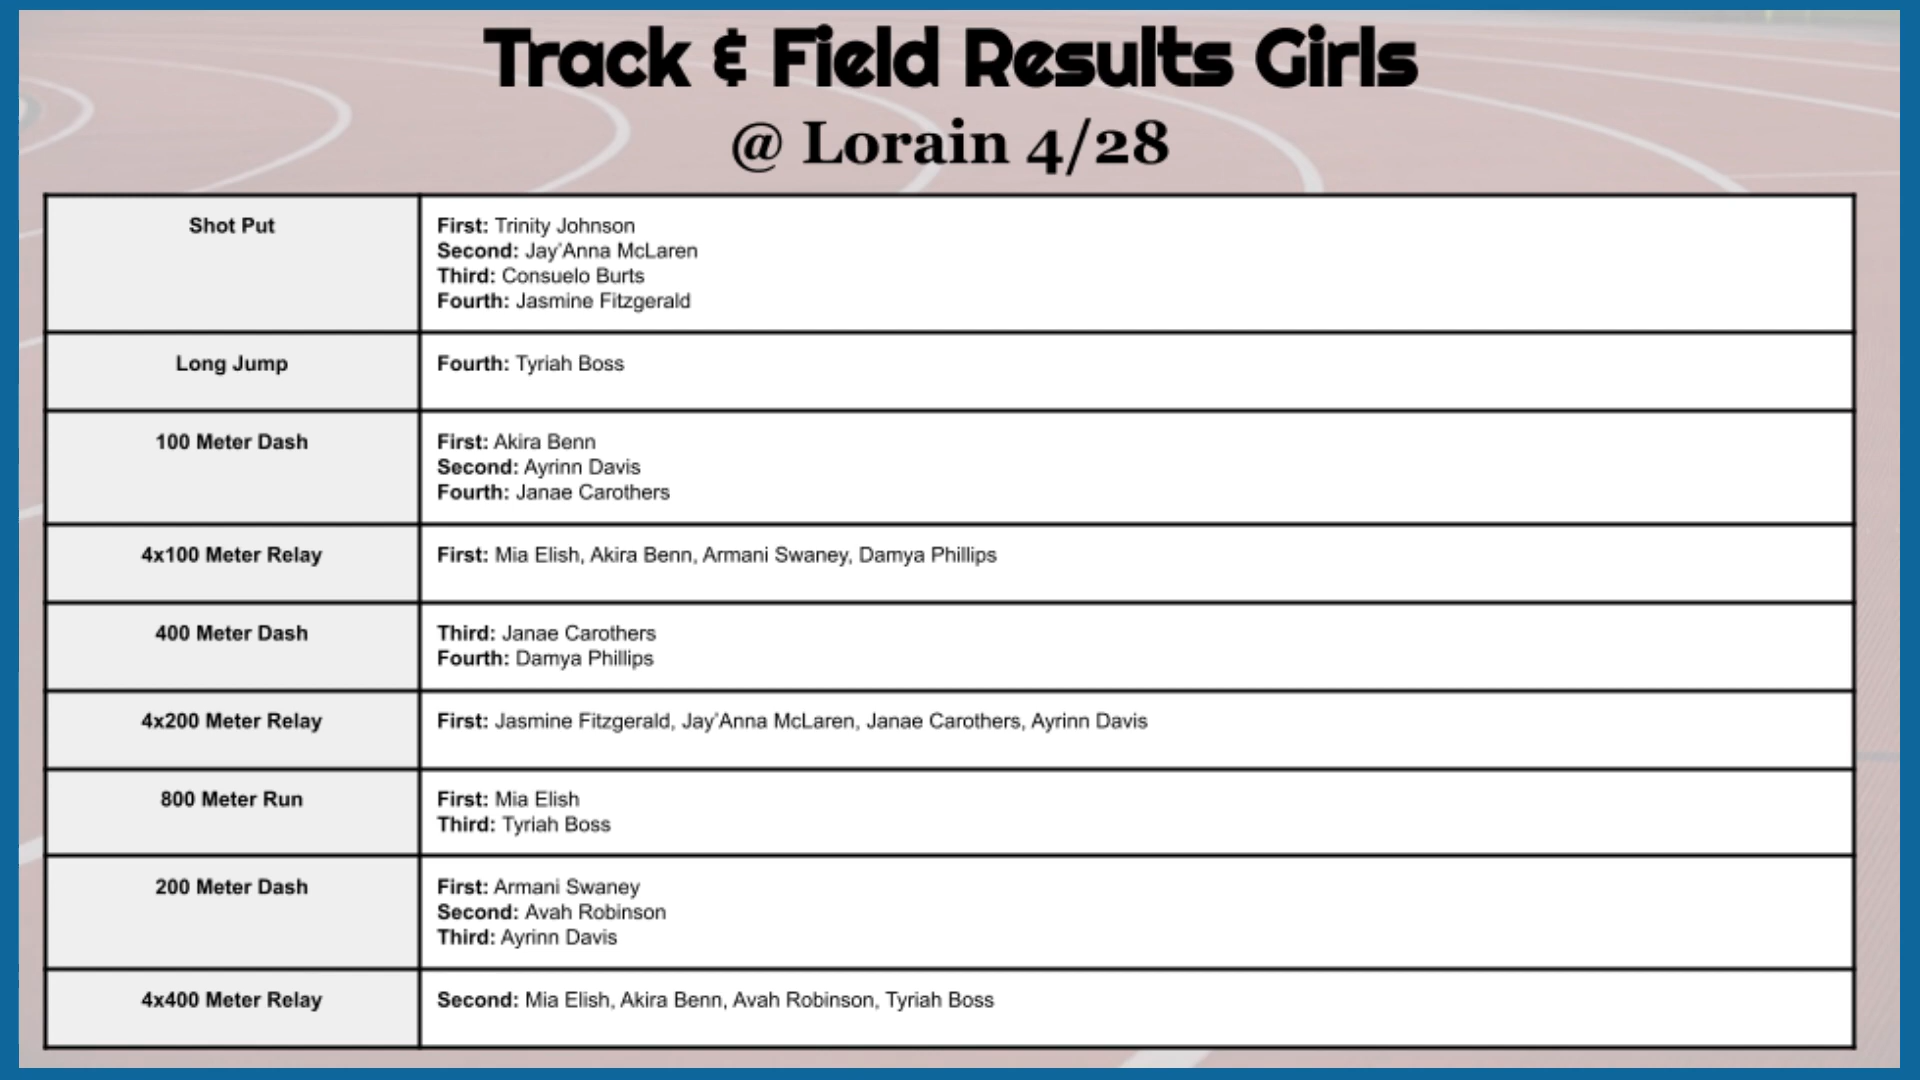 Track & Field Results Girls
@ Lorain 4/28
Shot Put
First: Trinity Johnson
Second: Jay'Anna McLaren
Third: Consuelo Burts
Fourth: Jasmine Fitzgerald
Long Jump
Fourth: Tyriah Boss
100 Meter Dash
First: Akira Benn
Second: Ayrinn Davis
Fourth: Janae Carothers
4x100 Meter Relay
First: Mia Elish, Akira Benn, Armani Swaney, Damya Phillips
400 Meter Dash
Third: Janae Carothers
Fourth: Damya Phillips
4x200 Meter Relay
First: Jasmine Fitzgerald, Jay'Anna McLaren, Janae Carothers, Ayrinn Davis
800 Meter Run
First: Mia Elish
Third: Tyriah Boss
200 Meter Dash
First: Armani Swaney
Second: Avah Robinson
Third: Ayrinn Davis
4x400 Meter Relay
Second: Mia Elish, Akira Benn, Avah Robinson, Tyriah Boss